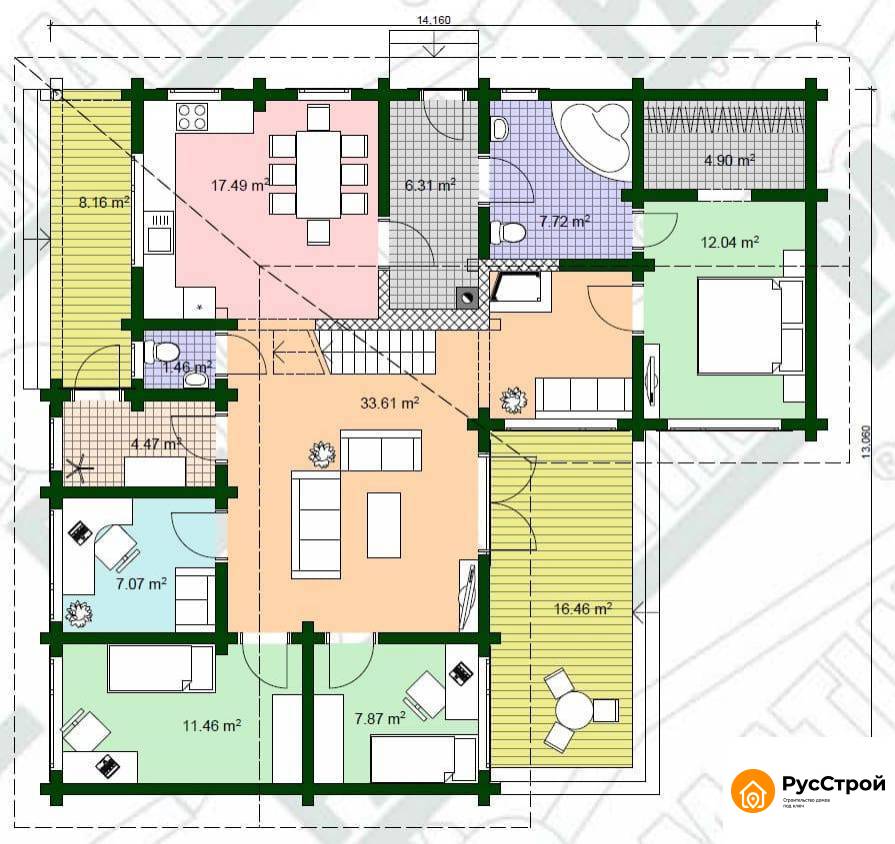 14.160
8.16 m²
17.49 m²
6.31 m²
7.72 m²
4.90 m²
12.04 m²
1.46 m²
33.61 m²
4.47 m²
13.060
7.07 m²
16.46 m²
11.46 m²
7.87 m²
РусСтрой
Строительство домов
под ключ